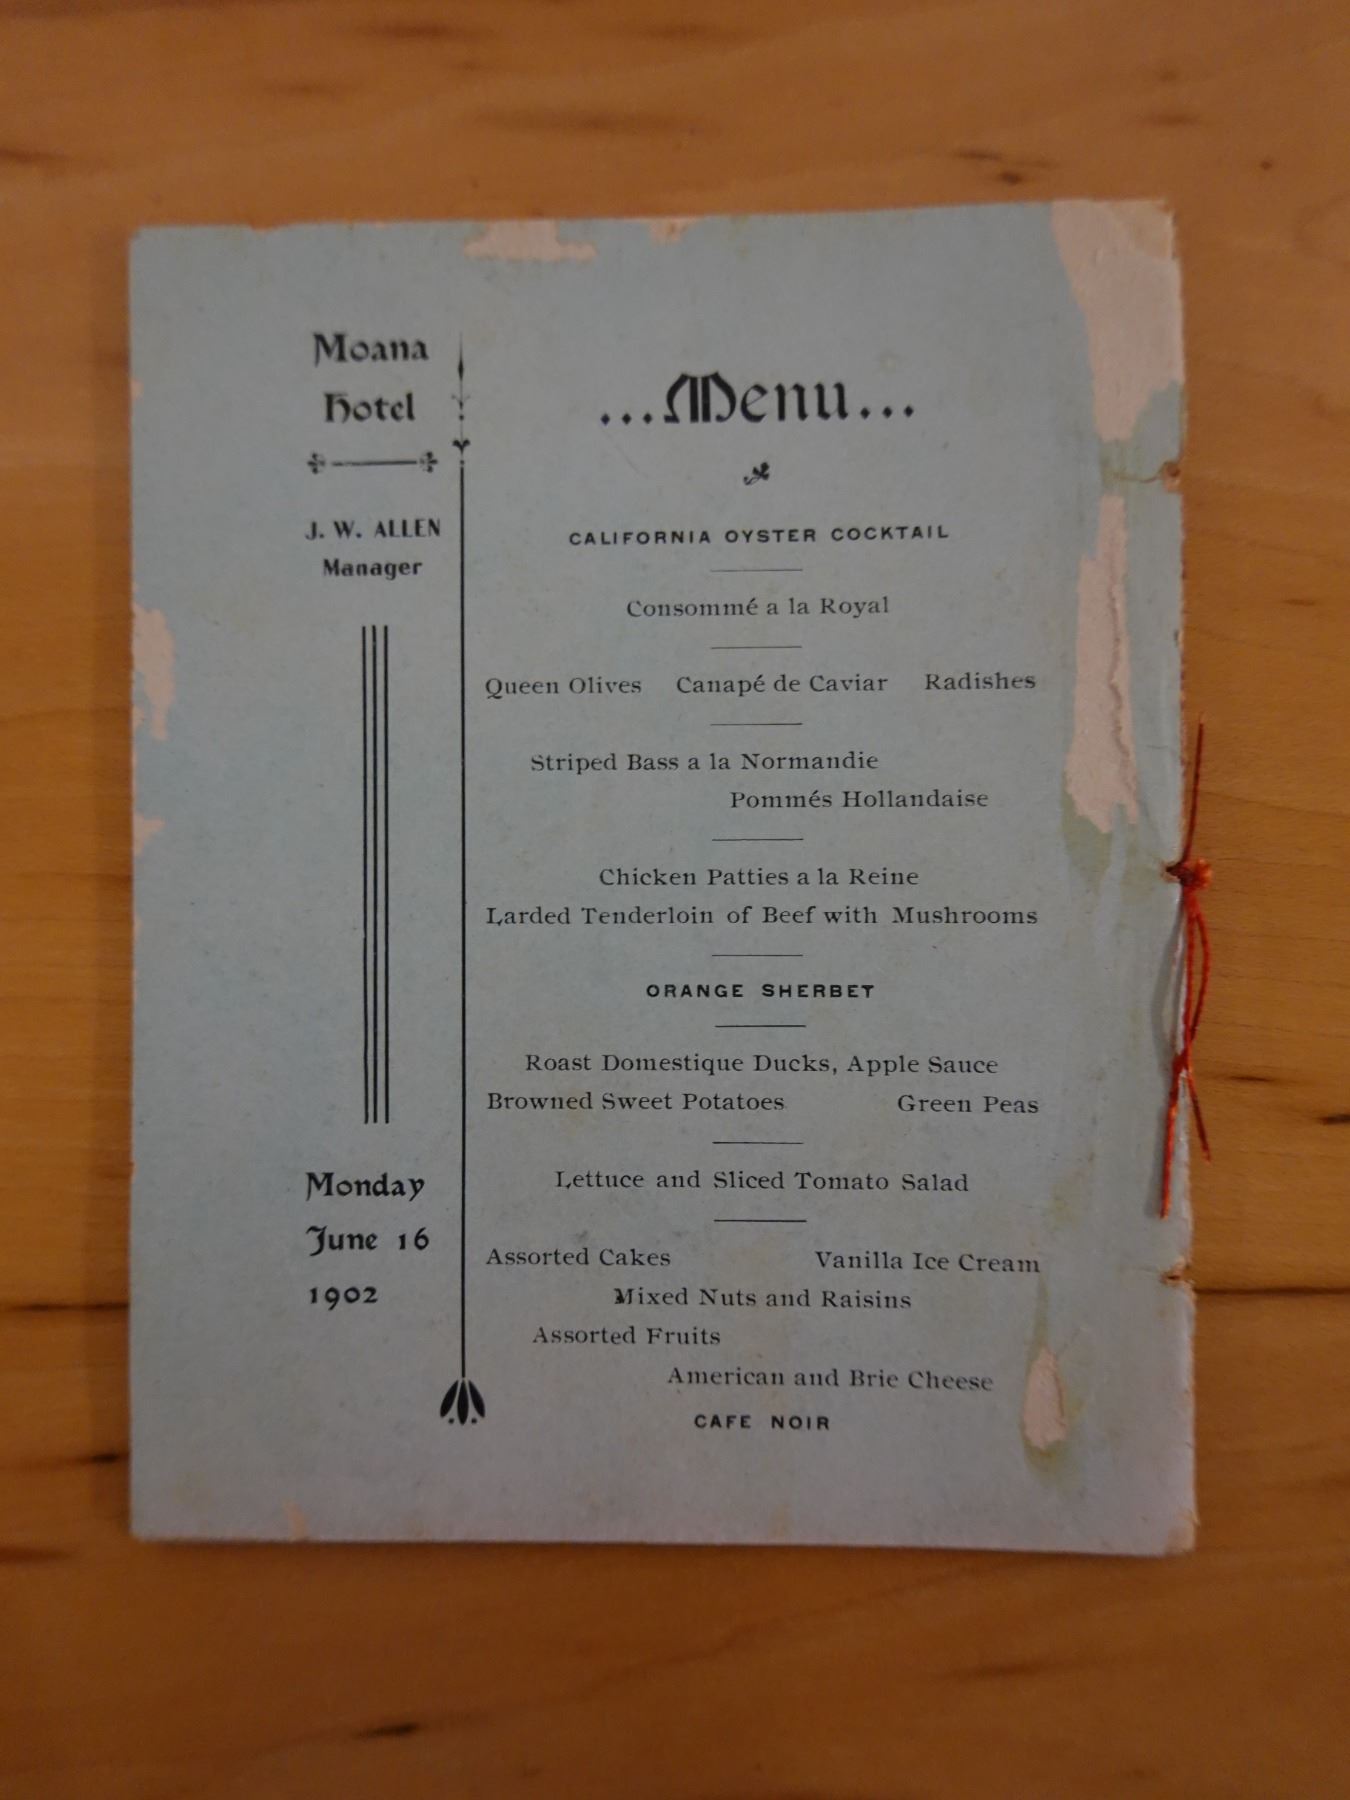 Moana
Hotel
J. W. ALLEN
Manager
Monday
June 16
1902
...Menu...
CALIFORNIA OYSTER COCKTAIL
Consommé a la Royal
Queen Olives Canapé de Caviar Radishes
Striped Bass a la Normandie
Pommés Hollandaise
Chicken Patties a la Reine
Larded Tenderloin of Beef with Mushrooms
ORANGE SHERBET
Roast Domestique Ducks, Apple Sauce
Browned Sweet Potatoes Green Peas
Lettuce and Sliced Tomato Salad
Assorted Cakes Vanilla Ice Cream
Mixed Nuts and Raisins
Assorted Fruits
American and Brie Cheese
CAFE NOIR